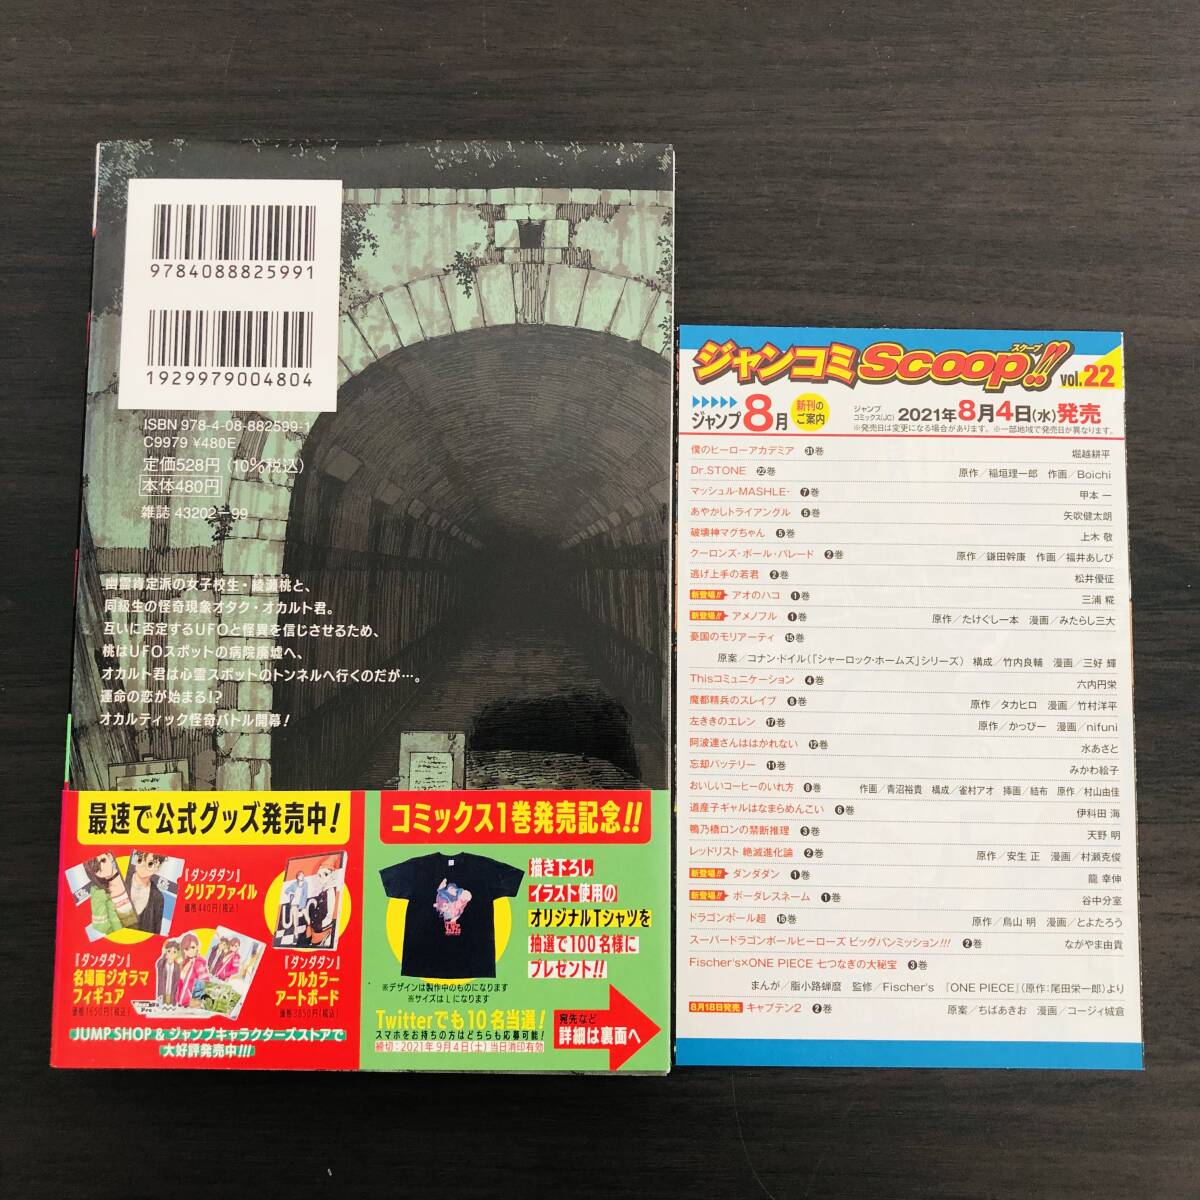 9784088825991
1929979004804
ISBN978-4-08-882599-1
C9979 ¥480E
定価528円(10%税込)
本体480円
雑誌 43202-99
幽霊肯定派の女子校生・綾瀬桃と、
同級生の怪奇現象オタク・オカルト君。
互いに否定するUFOと怪異を信じさせるため、
桃はUFOスポットの病院廃墟へ、
オカルト君は心霊スポットのトンネルへ行くのだが…。
運命の恋が始まる!?
オカルティック怪奇バトル開幕!
最速で公式グッズ発売中!
『ダンダダン』
クリアファイル
価格440円(税込)
『ダンダダン』
名場面ジオラマ
フィギュア
価格1650円(税込)
『ダンダダン』
フルカラー
アートボード
価格3850円(税込)
JUMP SHOP & ジャンプキャラクターズストアで
大好評発売中!!!
コミックス1巻発売記念!!
描き下ろし
イラスト使用の
オリジナルTシャツを
抽選で100名様に
プレゼント!!
※デザインは製作中のものになります
※サイズはLになります
Twitterでも10名当選!
スマホをお持ちの方はどちらも応募可能!
締切:2021年9月4日(土)当日消印有効
宛先など
詳細は裏面へ
ジャンコミScoop!!
スクープ
vol.22
ジャンプ8月
新刊の
ご案内
ジャンプ
コミックス(JC)
2021年8月4日(水)発売
※発売日は変更になる場合があります。※一部地域で発売日が異なります。
僕のヒーローアカデミア 31巻 堀越耕平
Dr.STONE 22巻 原作/稲垣理一郎 作画/Boichi
マッシュル-MASHLE- 7巻 甲本 一
あやかしトライアングル 5巻 矢吹健太朗
破壊神マグちゃん 5巻 上木 敬
クーロンズ・ボール・パレード 2巻 原作/鎌田幹康 作画/福井あしび
逃げ上手の若君 2巻 松井優征
新登場!! アオのハコ 1巻 三浦 糀
新登場!! アメノフル 1巻 原作/たけぐし一本 漫画/みたらし三大
憂国のモリアーティ 15巻
原案/コナン・ドイル(「シャーロック・ホームズ」シリーズ) 構成/竹内良輔 漫画/三好 輝
Thisコミュニケーション 4巻 六内円栄
魔都精兵のスレイブ 8巻 原作/タカヒロ 漫画/竹村洋平
左ききのエレン 17巻 原作/かっぴー 漫画/nifuni
阿波連さんははかれない 12巻 水あさと
忘却バッテリー 11巻 みかわ絵子
おいしいコーヒーのいれ方 8巻 作画/青沼裕貴 構成/雀村アオ 挿画/結布 原作/村山由佳
道産子ギャルはなまらめんこい 6巻 伊科田 海
鴨乃橋ロンの禁断推理 3巻 天野 明
レッドリスト 絶滅進化論 2巻 原作/安生 正 漫画/村瀬克俊
新登場!! ダンダダン 1巻 龍 幸伸
新登場!! ボーダレスネーム 1巻 谷中分室
ドラゴンボール超 16巻 原作/鳥山 明 漫画/とよたろう
スーパードラゴンボールヒーローズ ビッグバンミッション!!! 2巻 ながやま由貴
Fischer's×ONE PIECE 七つなぎの大秘宝 3巻
まんが/脂小路蝉麿 監修/Fischer's 『ONE PIECE』(原作:尾田栄一郎)より
8月18日発売 キャプテン2 2巻 原案/ちばあきお 漫画/コージィ城倉